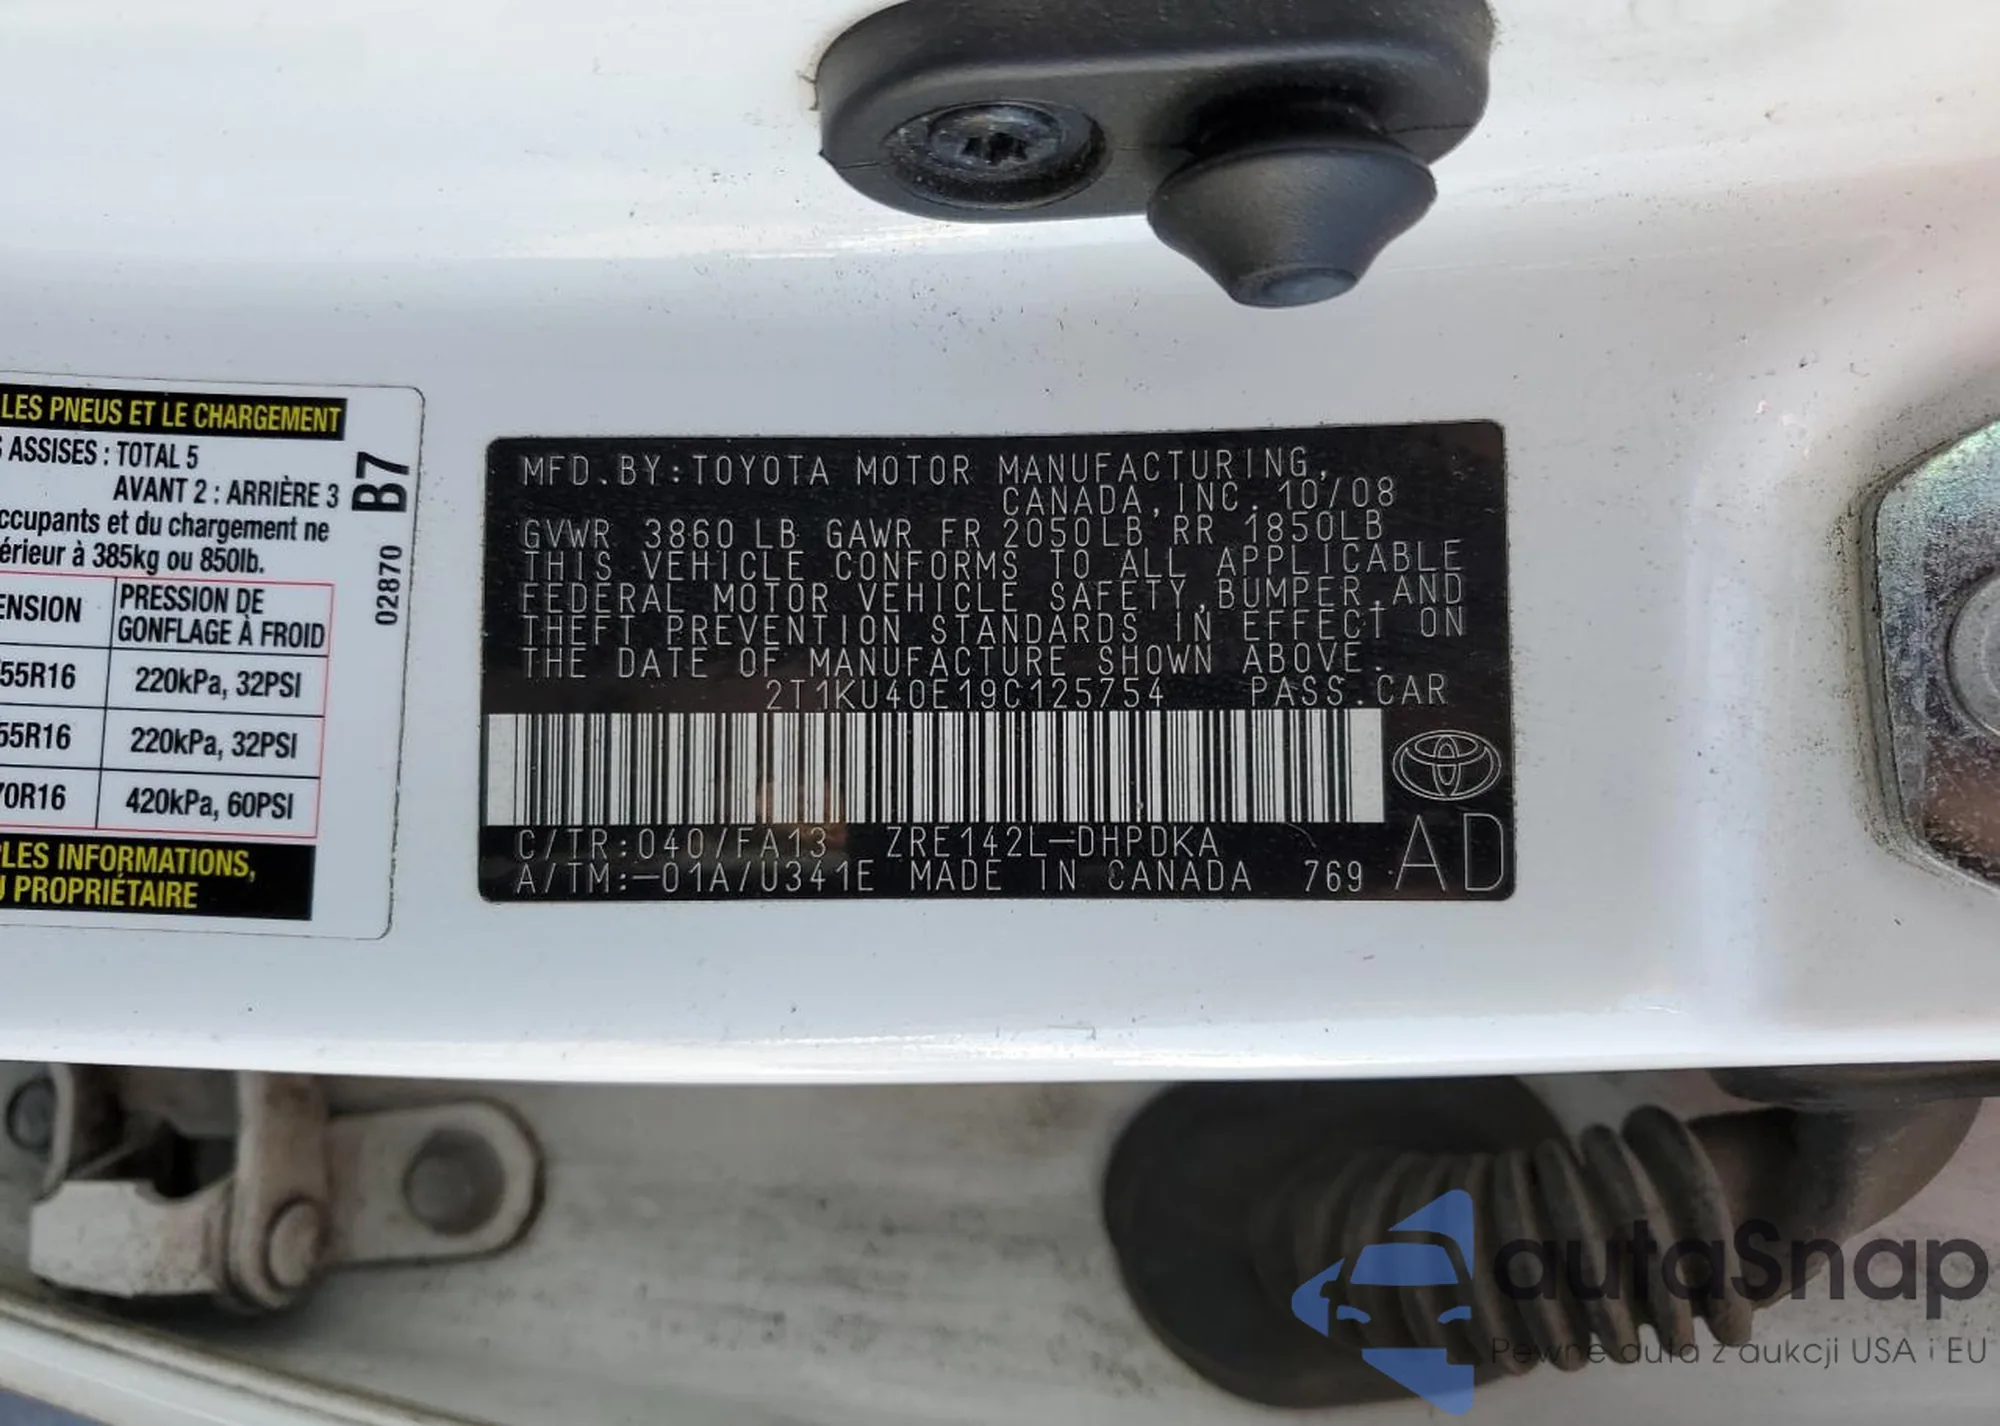 LES PNEUS ET LE CHARGEMENT
ASSISES : TOTAL 5
AVANT 2 : ARRIÈRE 3
ccupants et du chargement ne
érieur à 385kg ou 850lb.
ENSION PRESSION DE
GONFLAGE À FROID
55R16 220kPa, 32PSI
55R16 220kPa, 32PSI
70R16 420kPa, 60PSI
LES INFORMATIONS,
U PROPRIÉTAIRE
B7
02870
MFD.BY:TOYOTA MOTOR MANUFACTURING,
CANADA,INC. 10/08
GVWR 3860LB GAWR FR 2050LB RR 1850LB
THIS VEHICLE CONFORMS TO ALL APPLICABLE
FEDERAL MOTOR VEHICLE SAFETY,BUMPER,AND
THEFT PREVENTION STANDARDS IN EFFECT ON
THE DATE OF MANUFACTURE SHOWN ABOVE.
2T1KU40E19C125754 PASS.CAR
C/TR:040/FA13 ZRE142L-DHPDKA
A/TM:-01A/U341E MADE IN CANADA 769
AD
autaSnap
Pewne auta z aukcji USA i EU